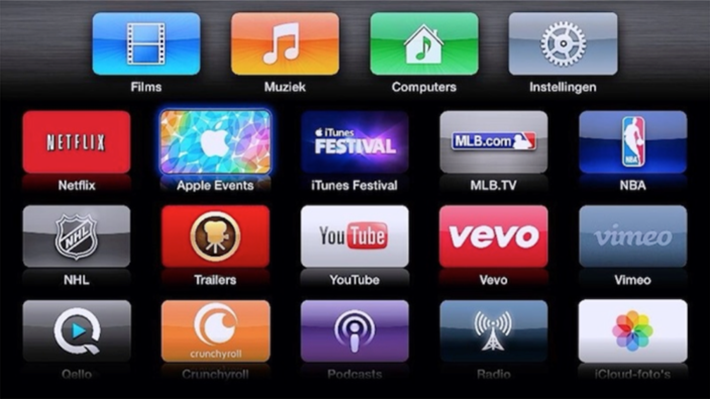 Films
Muziek
Computers
Instellingen
NETFLIX
iTunes
FESTIVAL
MLB.com
NBA
Netflix
Apple Events
iTunes Festival
MLB.TV
NBA
NHL
YouTube
vevo
vimeo
NHL
Trailers
YouTube
Vevo
Vimeo
crunchyroll
Qello
Crunchyroll
Podcasts
Radio
iCloud-foto's